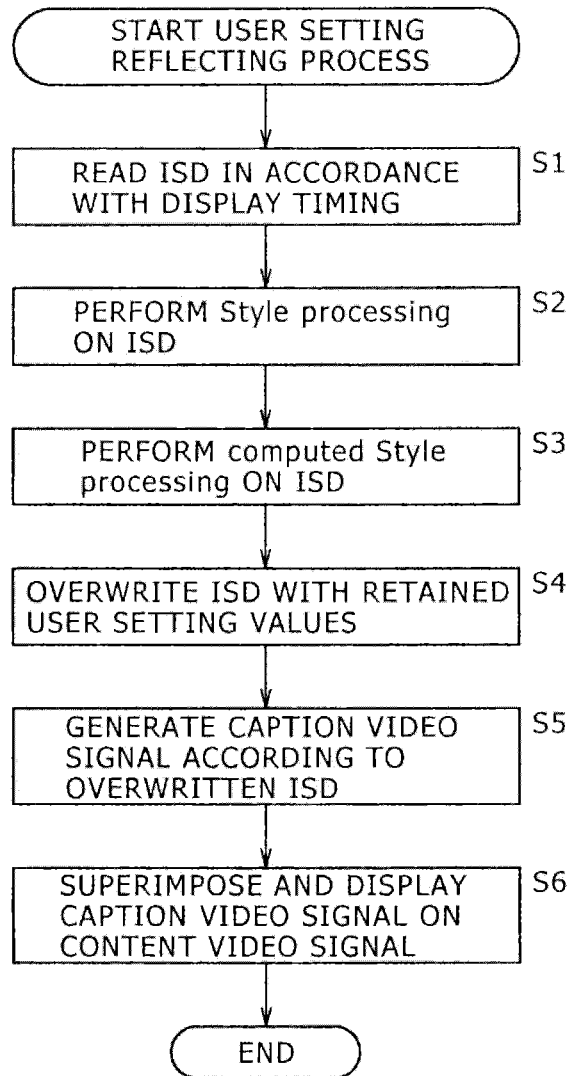 START USER SETTING
REFLECTING PROCESS
S1
READ ISD IN ACCORDANCE
WITH DISPLAY TIMING
S2
PERFORM Style processing
ON ISD
S3
PERFORM computed Style
processing ON ISD
S4
OVERWRITE ISD WITH RETAINED
USER SETTING VALUES
S5
GENERATE CAPTION VIDEO
SIGNAL ACCORDING TO
OVERWRITTEN ISD
S6
SUPERIMPOSE AND DISPLAY
CAPTION VIDEO SIGNAL ON
CONTENT VIDEO SIGNAL
END